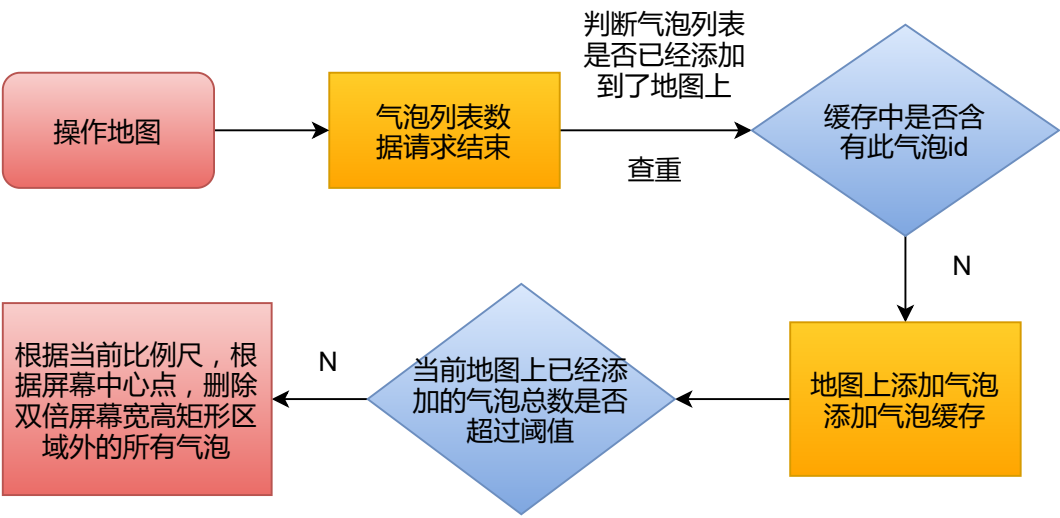 操作地图
气泡列表数
据请求结束
判断气泡列表
是否已经添加
到了地图上
查重
缓存中是否含
有此气泡id
N
地图上添加气泡
添加气泡缓存
当前地图上已经添
加的气泡总数是否
超过阈值
N
根据当前比例尺，根
据屏幕中心点，删除
双倍屏幕宽高矩形区
域外的所有气泡